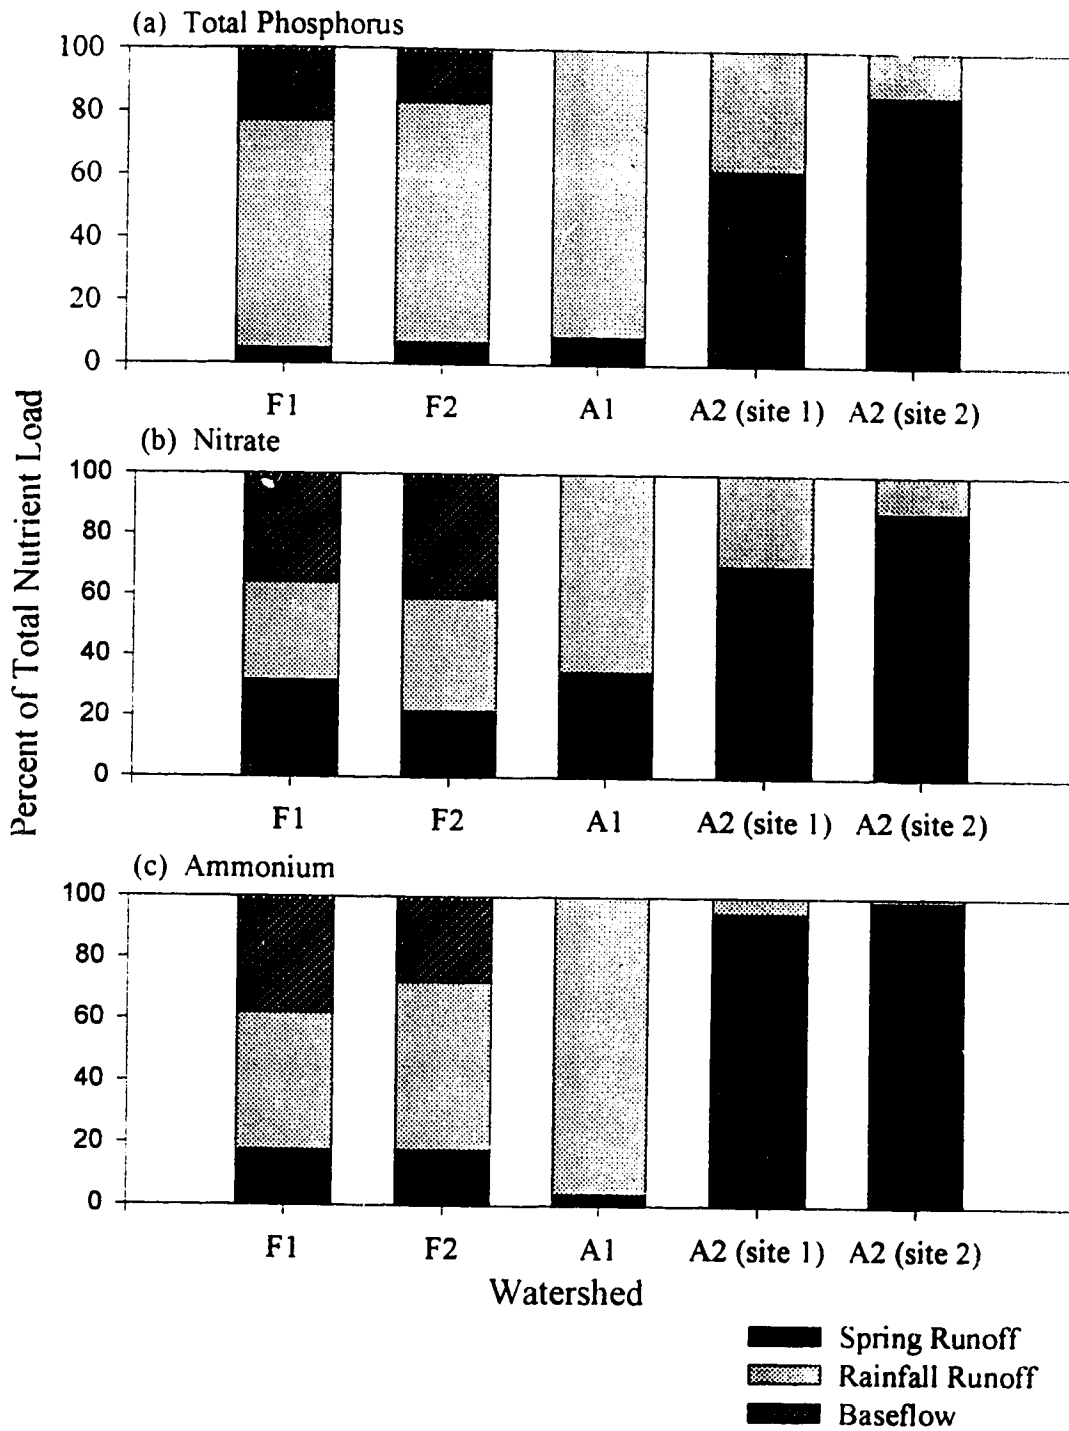 (a) Total Phosphorus
100
80
60
40
20
0
F1 F2 A1 A2 (site 1) A2 (site 2)
(b) Nitrate
100
80
60
40
20
0
F1 F2 A1 A2 (site 1) A2 (site 2)
(c) Ammonium
100
80
60
40
20
0
F1 F2 A1 A2 (site 1) A2 (site 2)
Percent of Total Nutrient Load
Watershed
Spring Runoff
Rainfall Runoff
Baseflow